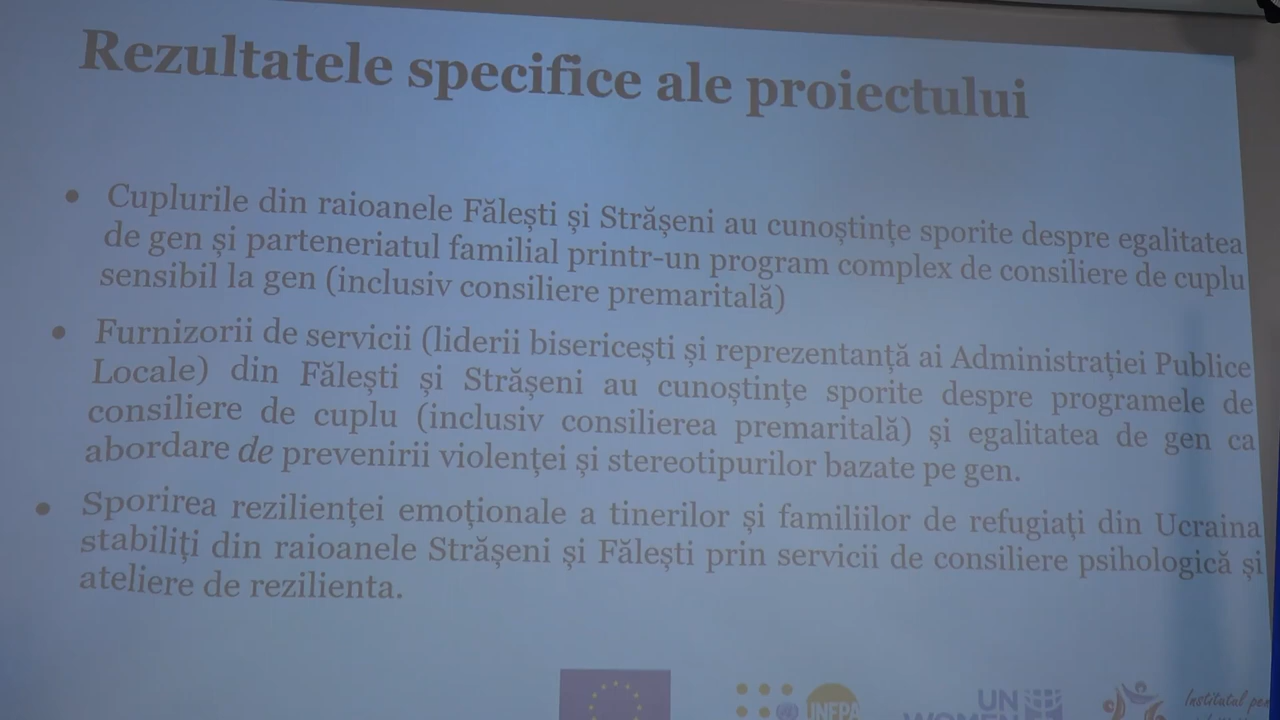 Rezultatele specifice ale proiectului
• Cuplurile din raioanele Fălești și Strășeni au cunoștințe sporite despre egalitatea
de gen și parteneriatul familial printr-un program complex de consiliere de cuplu
sensibil la gen (inclusiv consiliere premaritală)
• Furnizorii de servicii (liderii bisericești și reprezentanță ai Administrației Publice
Locale) din Fălești și Strășeni au cunoștințe sporite despre programele de
consiliere de cuplu (inclusiv consilierea premaritală) și egalitatea de gen ca
abordare de prevenirii violenței și stereotipurilor bazate pe gen.
• Sporirea rezilienței emoționale a tinerilor și familiilor de refugiați din Ucraina
stabiliți din raioanele Strășeni și Fălești prin servicii de consiliere psihologică și
ateliere de rezilienta.
UNFPA
UN
WOMEN
Institutul